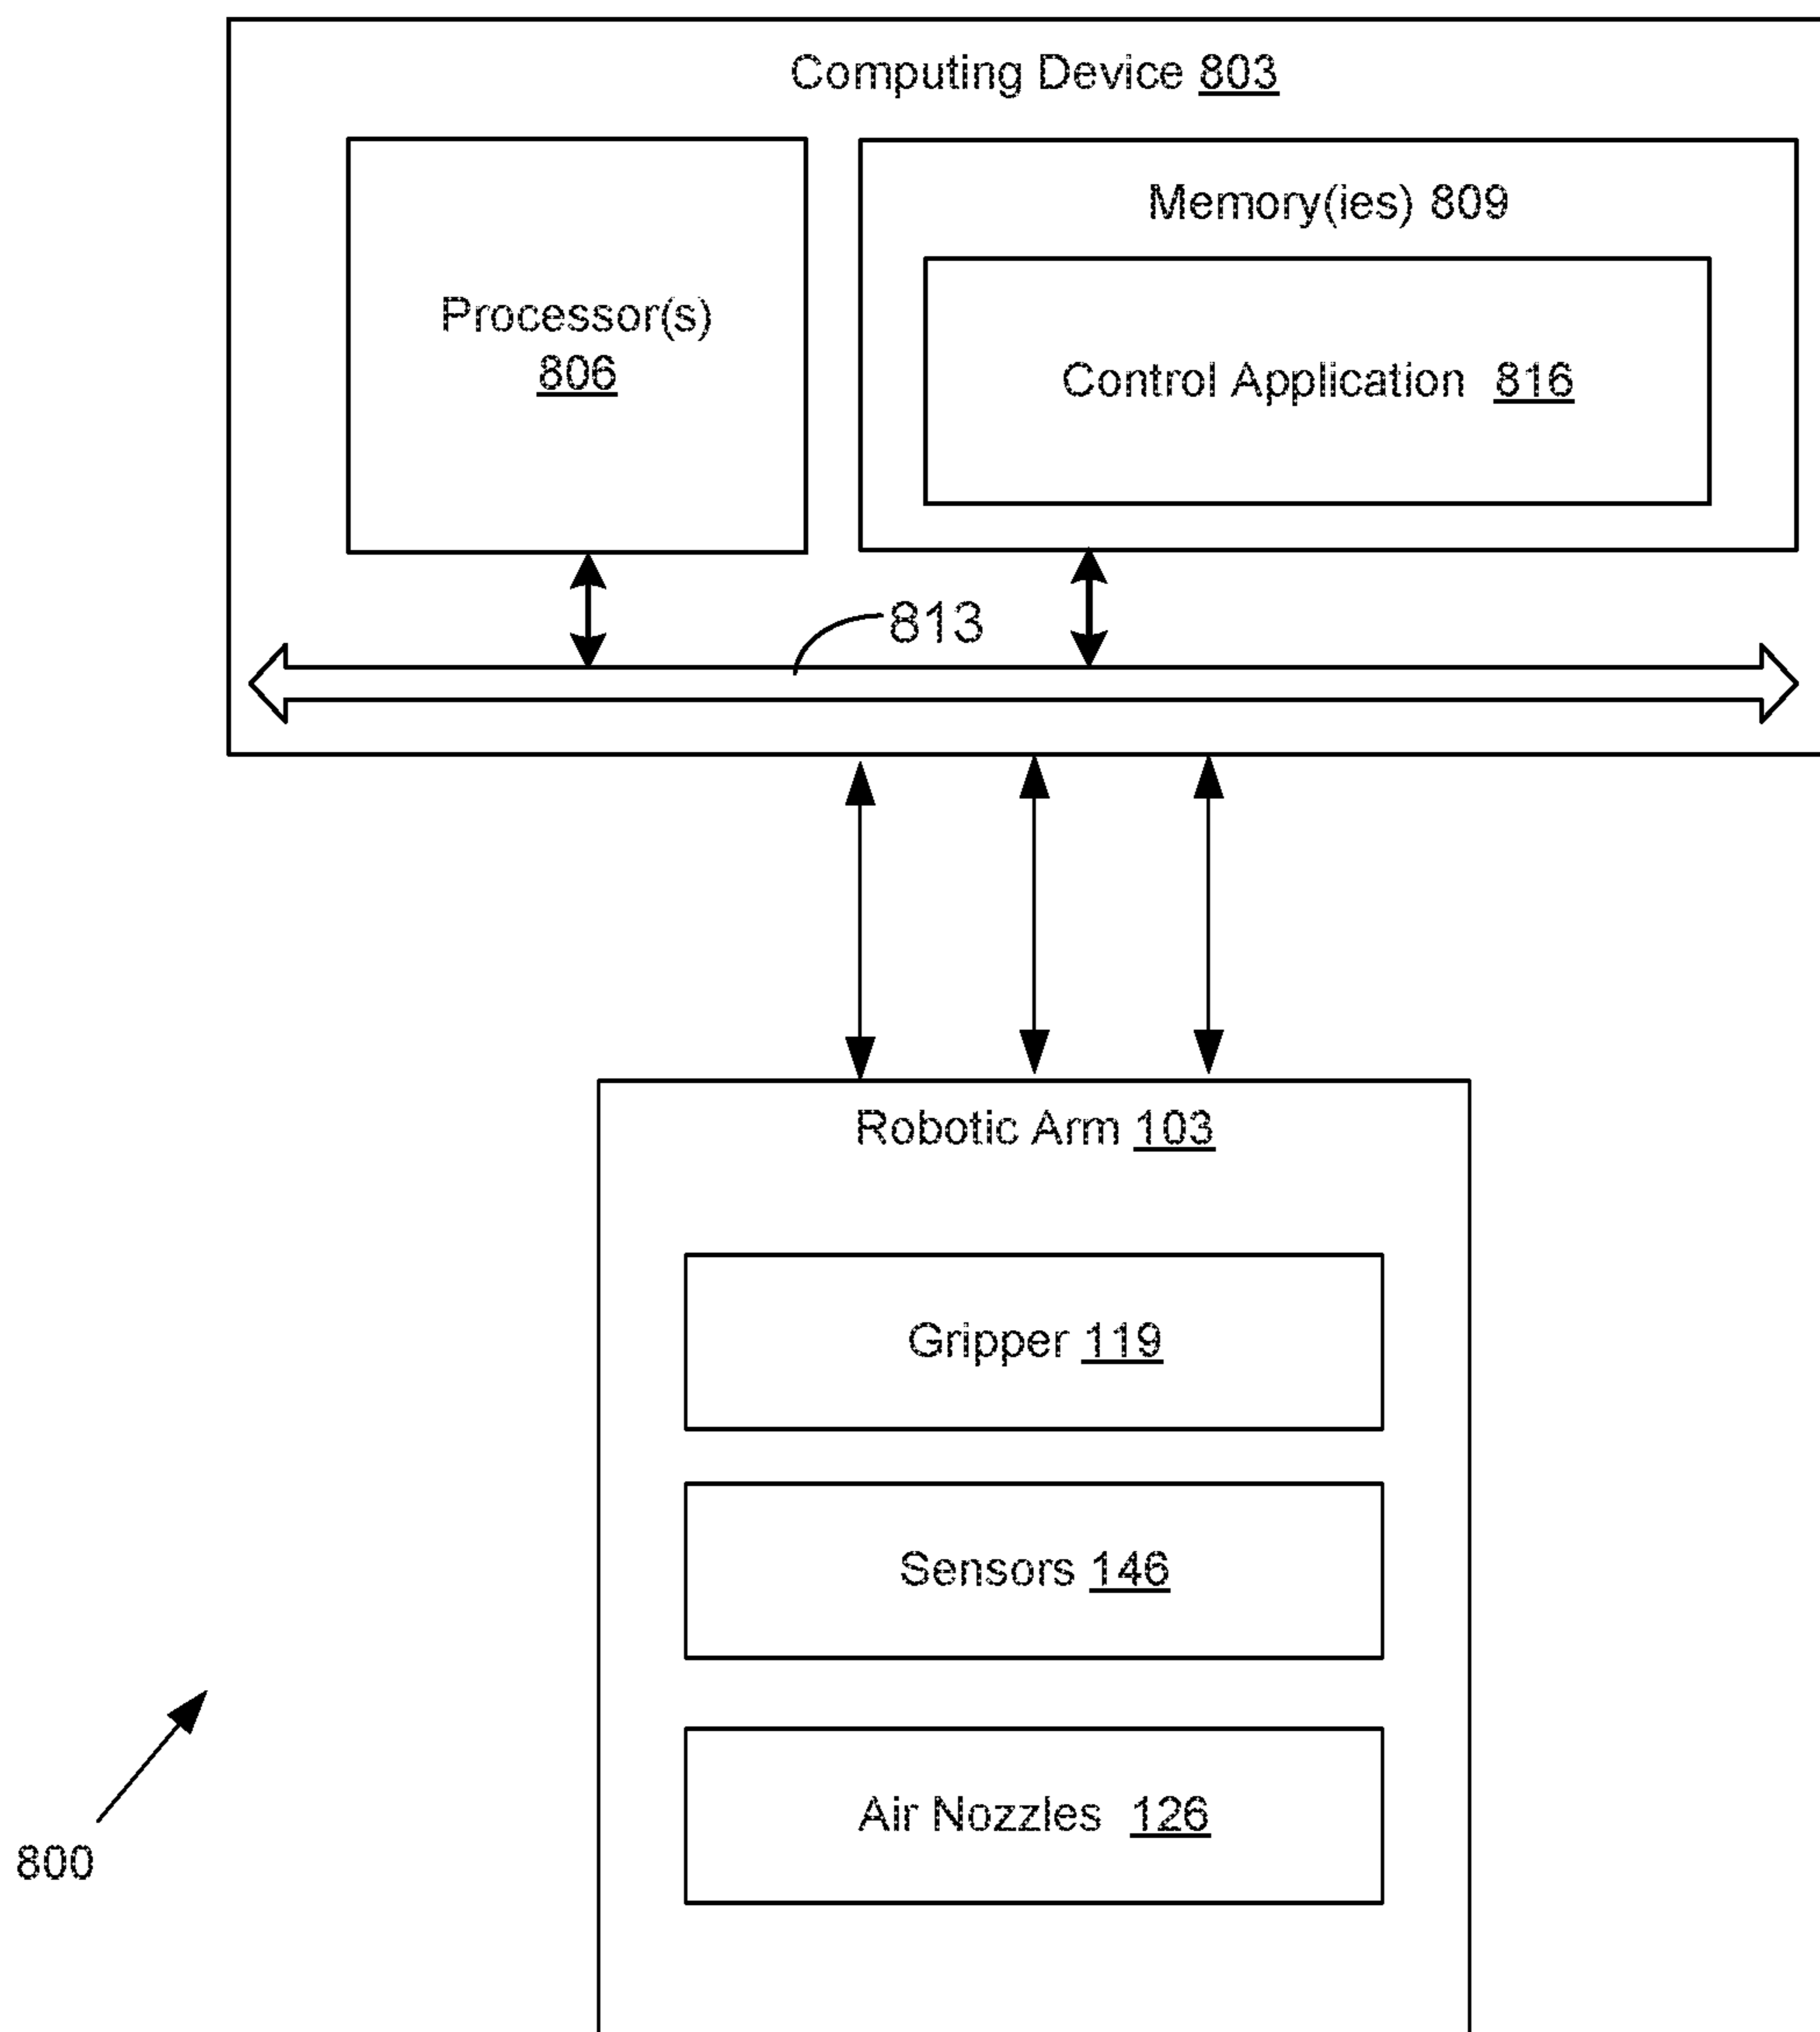 Computing Device 803
Processor(s)
806
Memory(ies) 809
Control Application 816
813
Robotic Arm 103
Gripper 119
Sensors 146
Air Nozzles 126
800